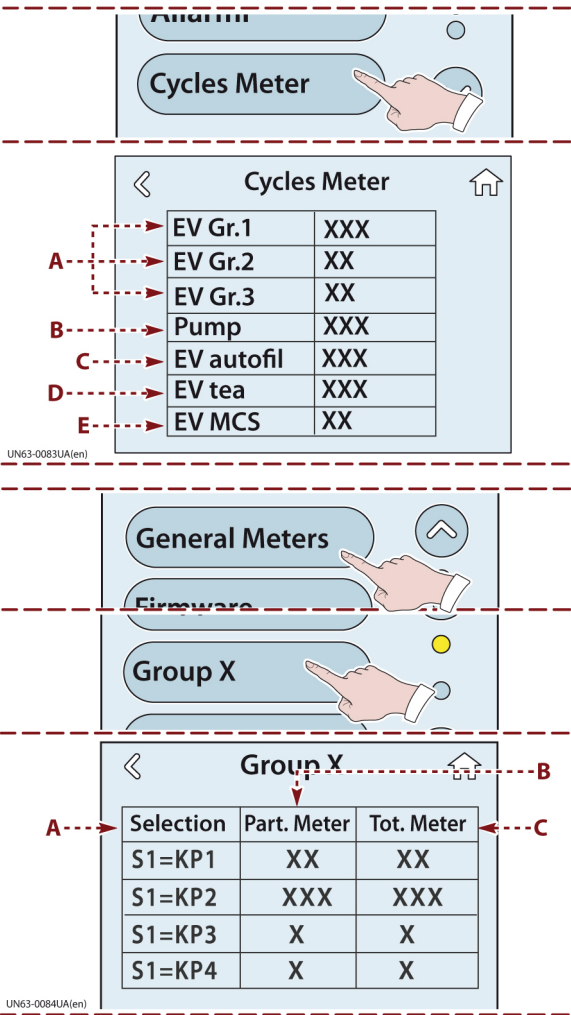 Allarmi
Cycles Meter
Cycles Meter
EV Gr.1 XXX
A EV Gr.2 XX
EV Gr.3 XX
B Pump XXX
C EV autofil XXX
D EV tea XXX
E EV MCS XX
UN63-0083UA(en)
General Meters
Firmware
Group X
Group X
B
A Selection Part. Meter Tot. Meter C
S1=KP1 XX XX
S1=KP2 XXX XXX
S1=KP3 X X
S1=KP4 X X
UN63-0084UA(en)